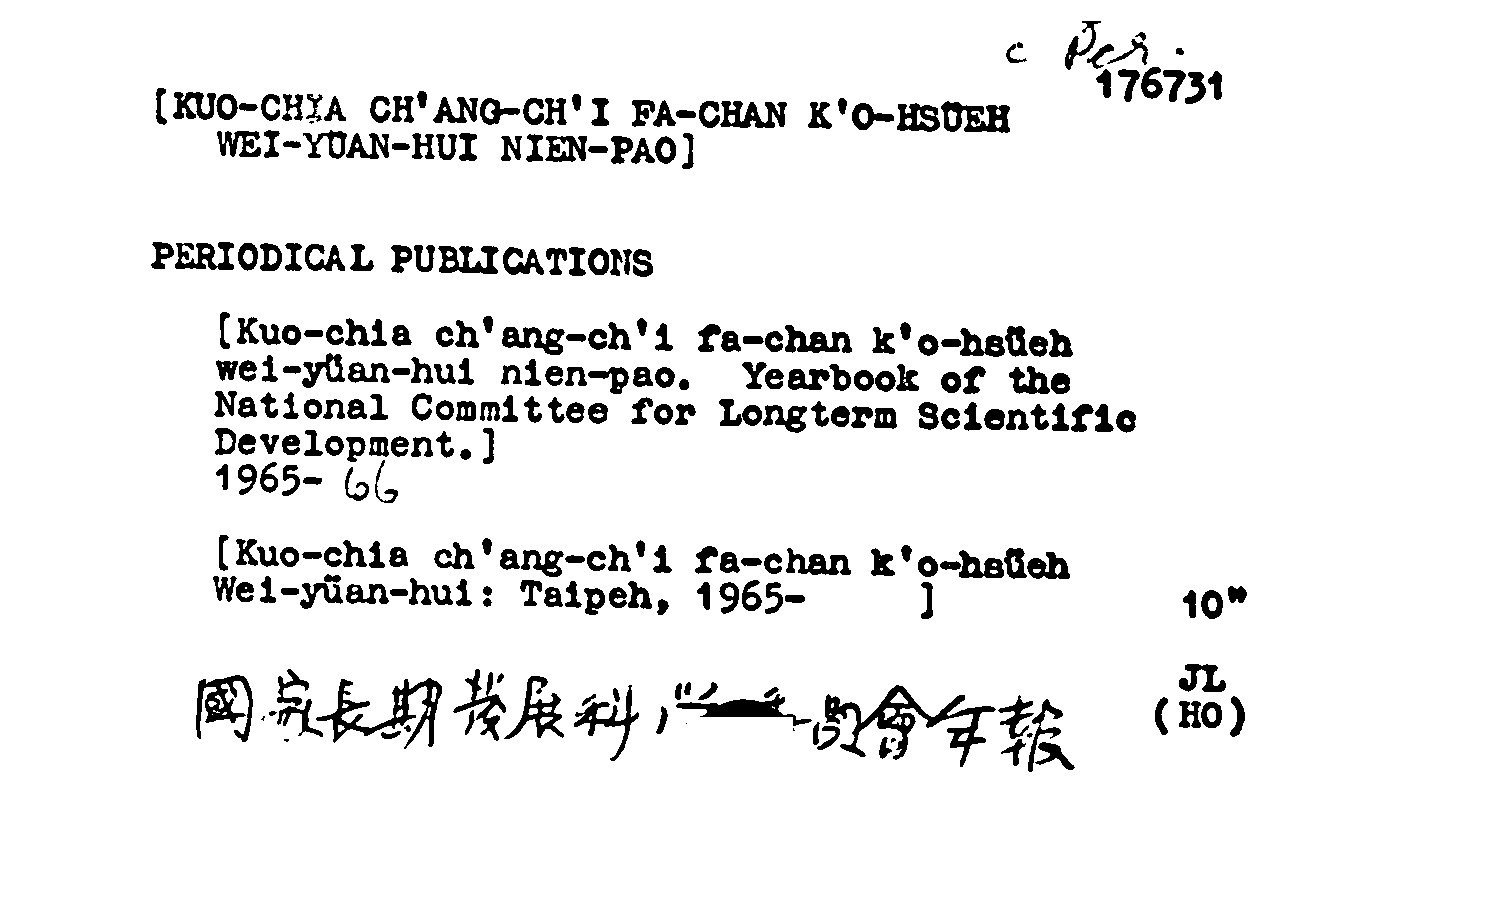 c Per.
176731
[KUO-CHIA CH'ANG-CH'I FA-CHAN K'O-HSÜEH
WEI-YÜAN-HUI NIEN-PAO]
PERIODICAL PUBLICATIONS
[Kuo-chia ch'ang-ch'i fa-chan k'o-hsüeh
wei-yüan-hui nien-pao. Yearbook of the
National Committee for Longterm Scientific
Development.]
1965- 66
[Kuo-chia ch'ang-ch'i fa-chan k'o-hsüeh
Wei-yüan-hui: Taipeh, 1965- ]
10"
國家長期發展科 會年報
JL
(HO)